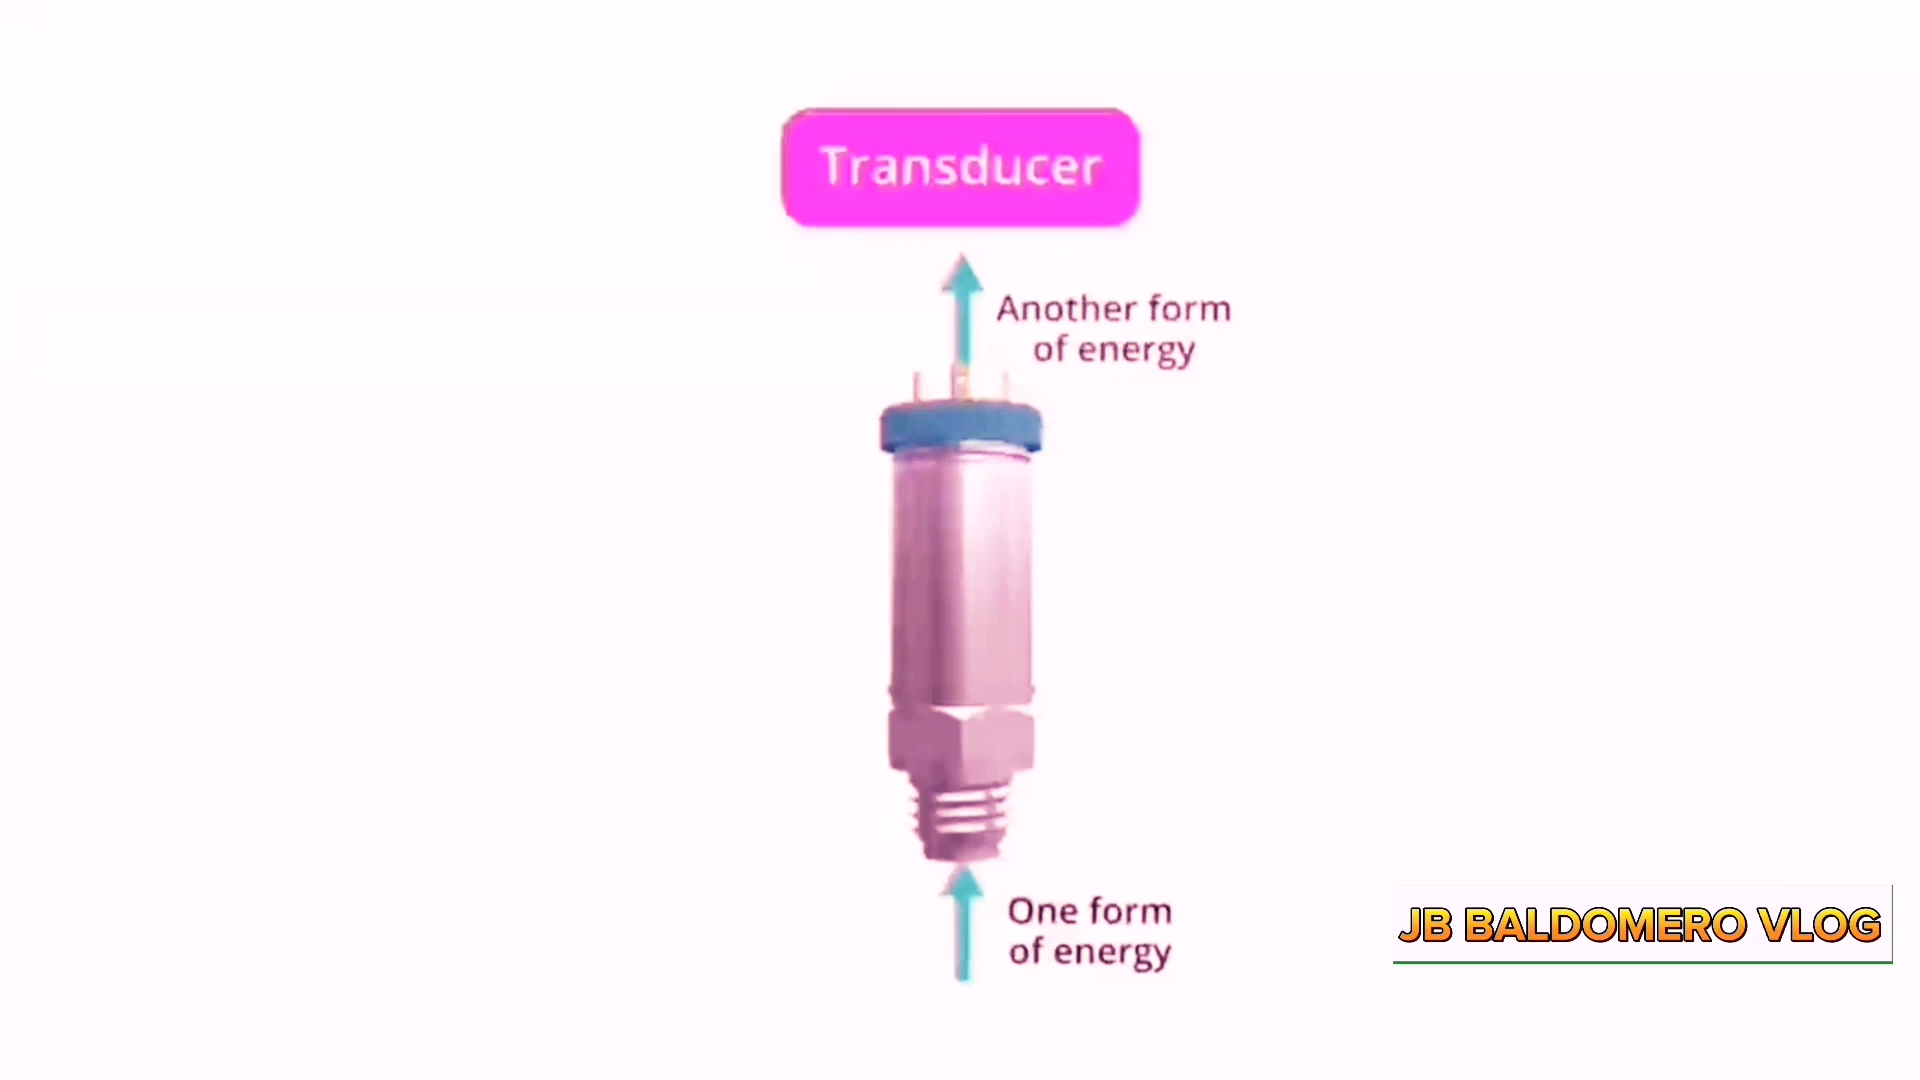 Transducer
Another form
of energy
One form
of energy
JB BALDOMERO VLOG